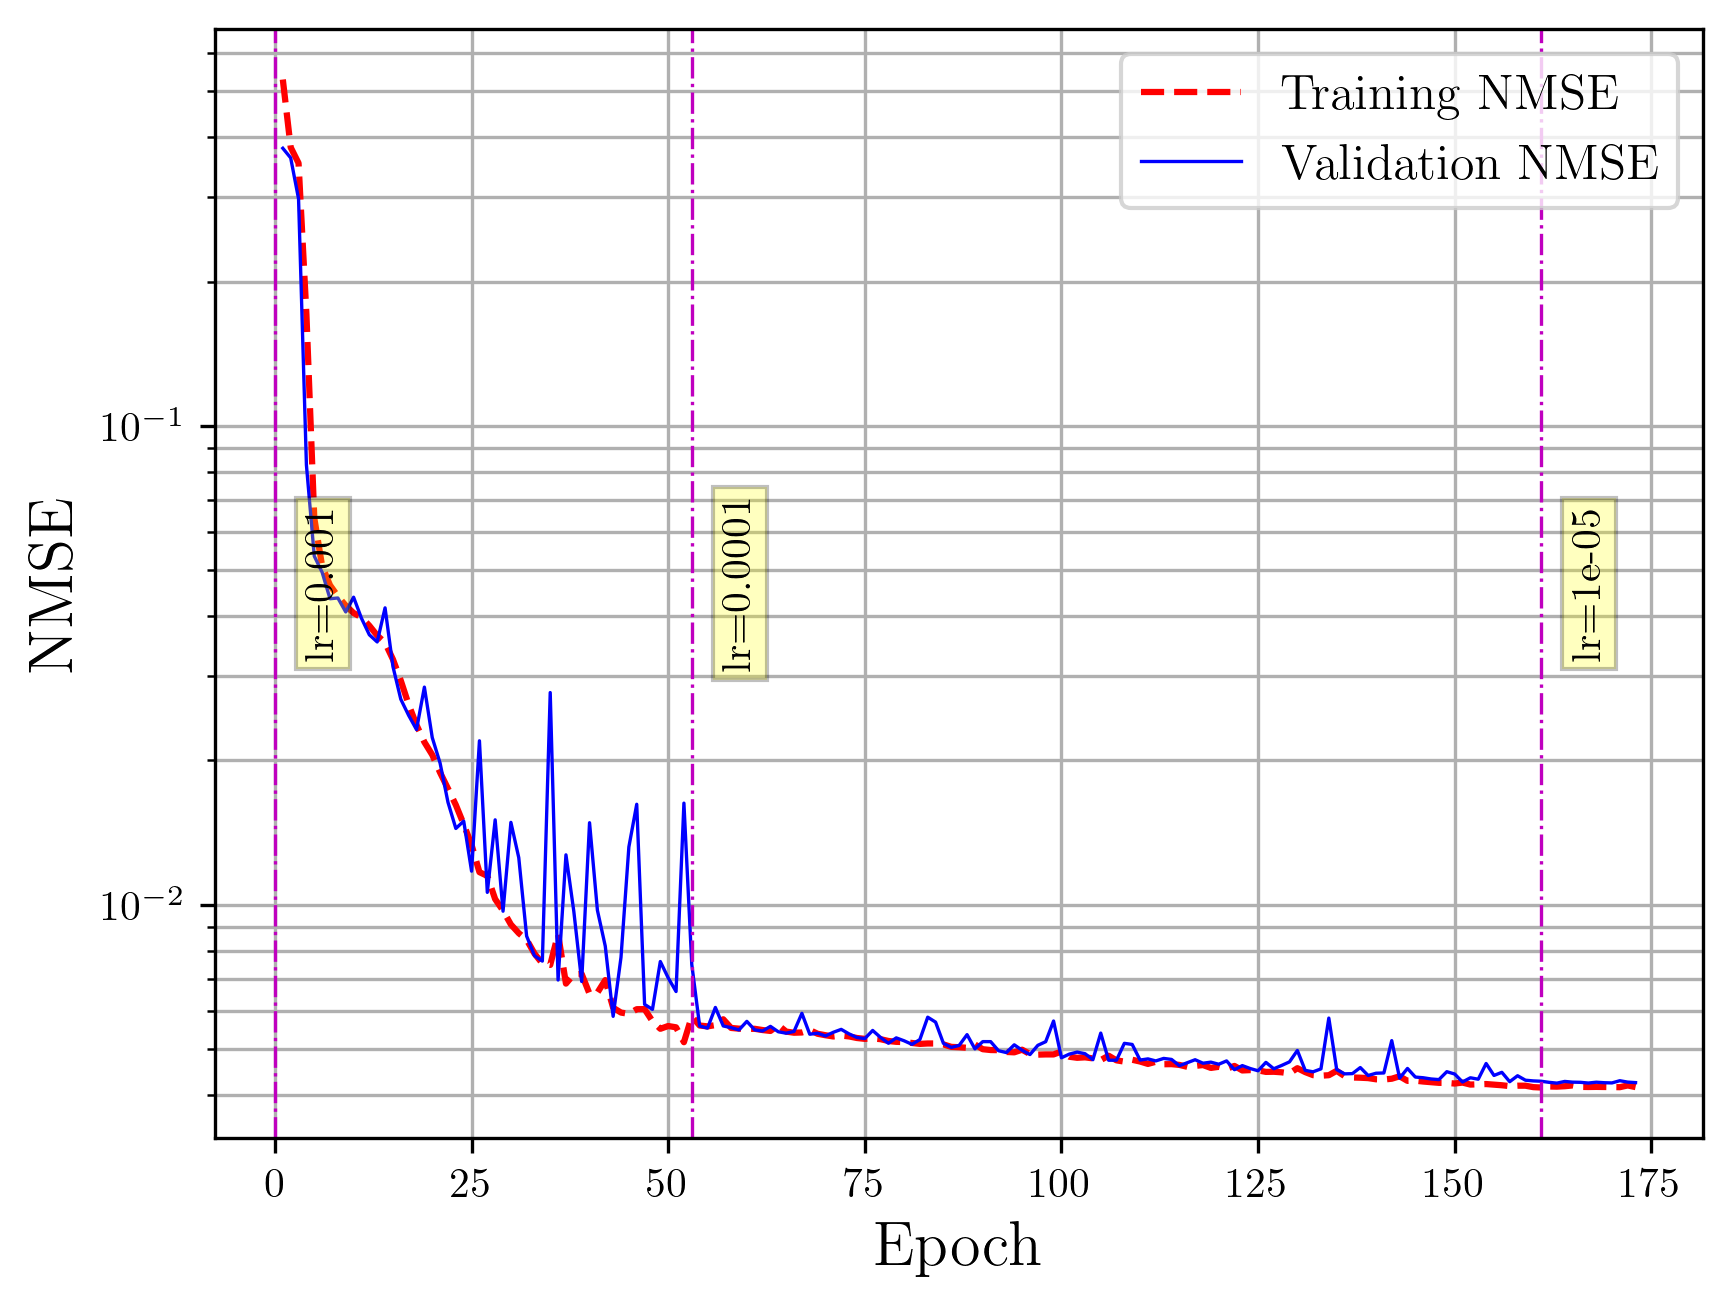 Training NMSE
Validation NMSE
NMSE
10⁻¹
10⁻²
lr=0.001
lr=0.0001
lr=1e-05
0 25 50 75 100 125 150 175
Epoch